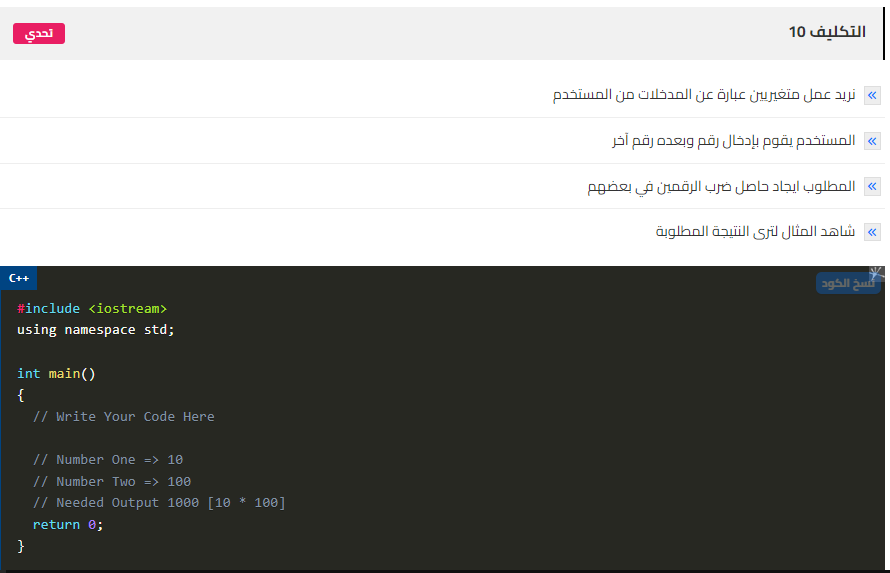 التكليف 10
تحدي
» نريد عمل متغيريين عبارة عن المدخلات من المستخدم
» المستخدم يقوم بإدخال رقم وبعده رقم آخر
» المطلوب ايجاد حاصل ضرب الرقمين في بعضهم
» شاهد المثال لترى النتيجة المطلوبة
C++
نسخ الكود
#include <iostream>
using namespace std;
int main()
{
// Write Your Code Here
// Number One => 10
// Number Two => 100
// Needed Output 1000 [10 * 100]
return 0;
}